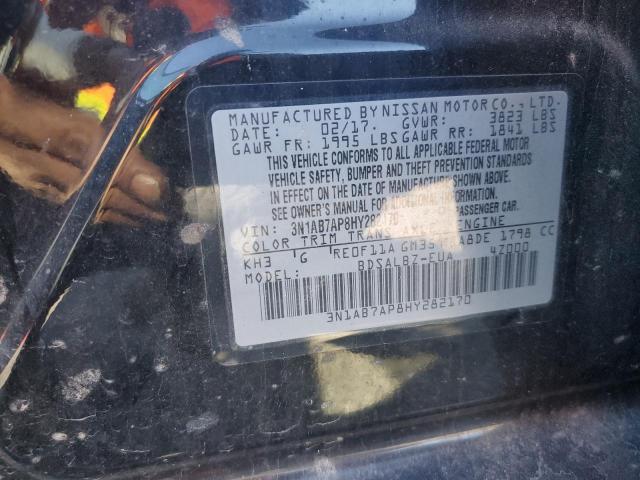 MANUFACTURED BY NISSAN MOTOR CO., LTD.
DATE: 02/17. GVWR: 3823 LBS
GAWR FR: 1995 LBS GAWR RR: 1841 LBS
THIS VEHICLE CONFORMS TO ALL APPLICABLE FEDERAL MOTOR
VEHICLE SAFETY, BUMPER AND THEFT PREVENTION STANDARDS
IN EFFECT ON THE DATE OF MANUFACTURE SHOWN ABOVE.
SEE OWNER'S MANUAL FOR ADDITIONAL INFORMATION.
VIN: 3N1AB7AP8HY282170 PASSENGER CAR.
COLOR TRIM TRANS ENGINE
KH3 G RE0F11A 1798 CC
MODEL: BDSALBZ-EUA 42000
3N1AB7AP8HY282170